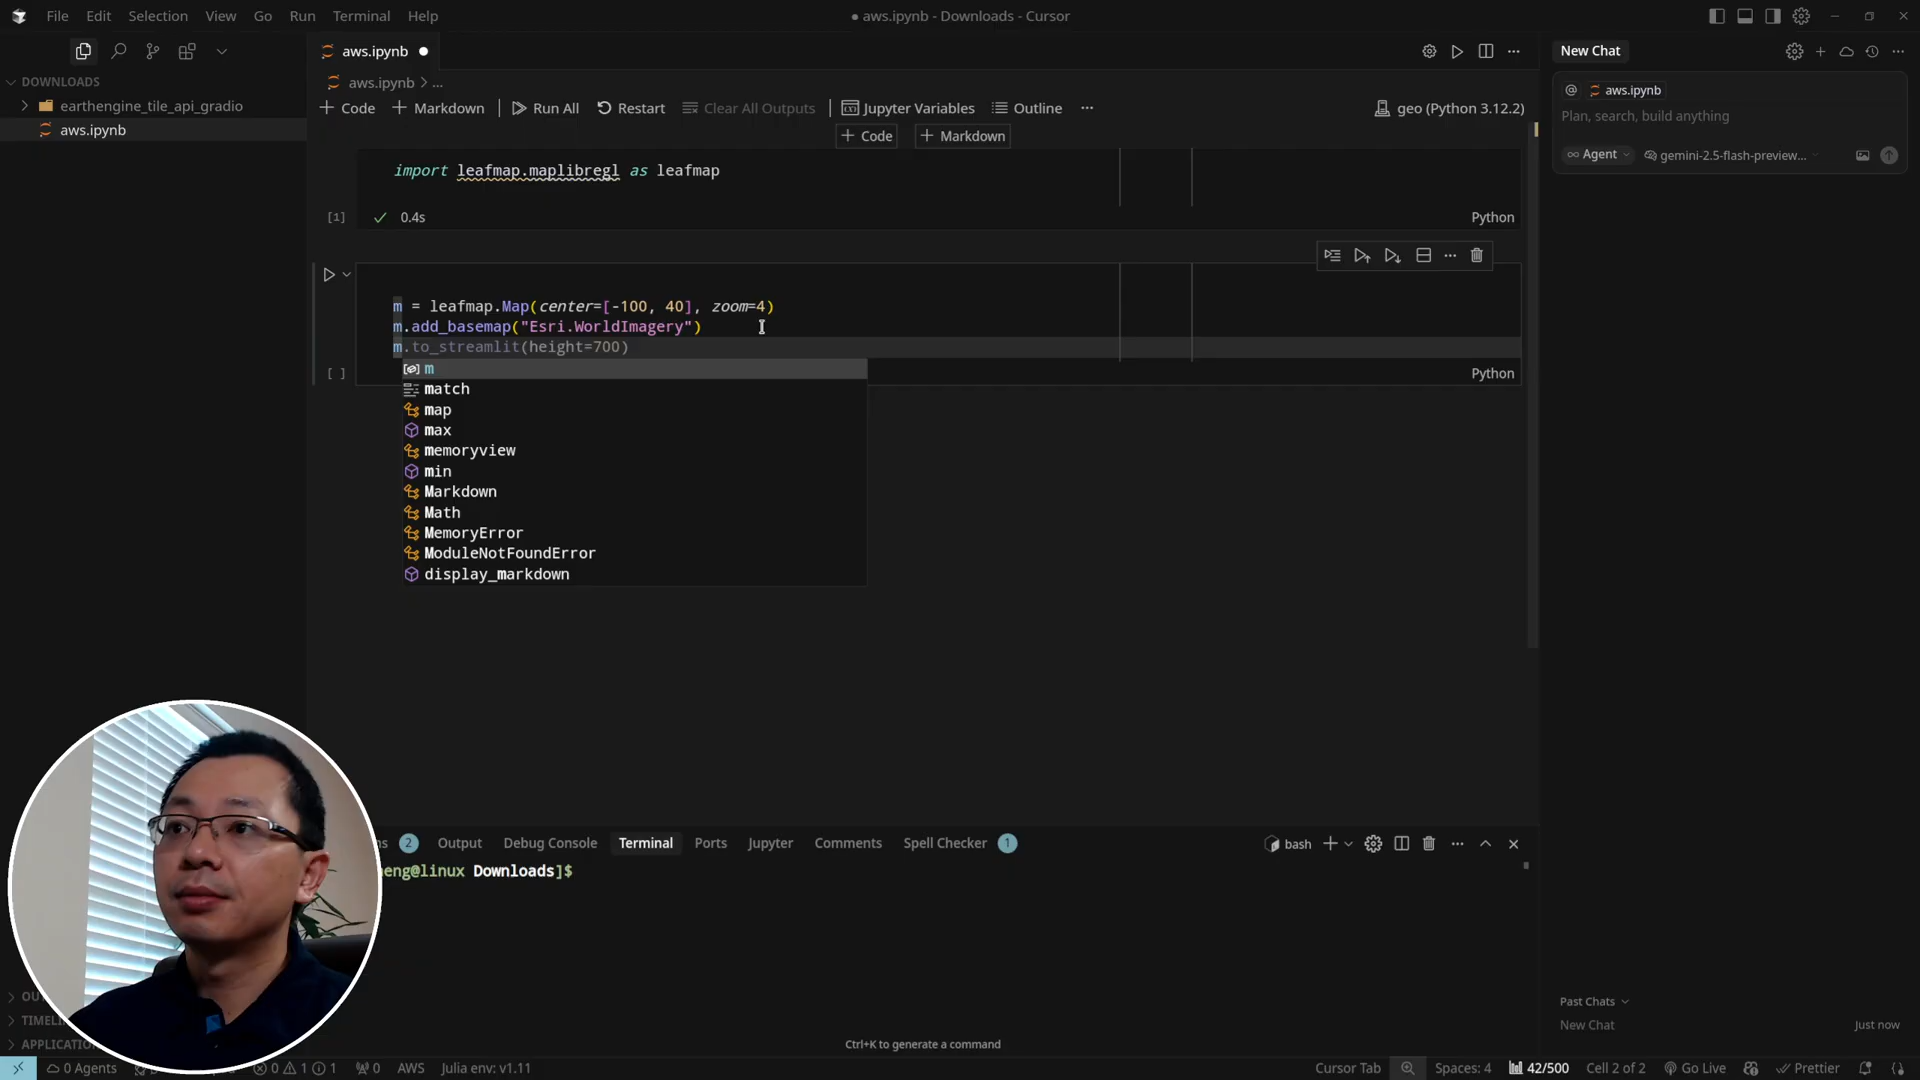 File Edit Selection View Go Run Terminal Help
● aws.ipynb - Downloads - Cursor
DOWNLOADS
earthengine_tile_api_gradio
aws.ipynb
aws.ipynb
aws.ipynb > ...
+ Code + Markdown Run All Restart Clear All Outputs Jupyter Variables Outline ...
geo (Python 3.12.2)
+ Code + Markdown
import leafmap.maplibregl as leafmap
[1] 0.4s
Python
m = leafmap.Map(center=[-100, 40], zoom=4)
m.add_basemap("Esri.WorldImagery")
m.to_streamlit(height=700)
[ ]
Python
m
match
map
max
memoryview
min
Markdown
Math
MemoryError
ModuleNotFoundError
display_markdown
2 Output Debug Console Terminal Ports Jupyter Comments Spell Checker 1
bash
eng@linux Downloads]$
Ctrl+K to generate a command
New Chat
@ aws.ipynb
Plan, search, build anything
∞ Agent gemini-2.5-flash-preview...
Past Chats
New Chat Just now
OU
TIMELI
APPLICATION
0 Agents
0 1 1 0 AWS Julia env: v1.11
Cursor Tab Spaces: 4 42/500 Cell 2 of 2 Go Live Prettier